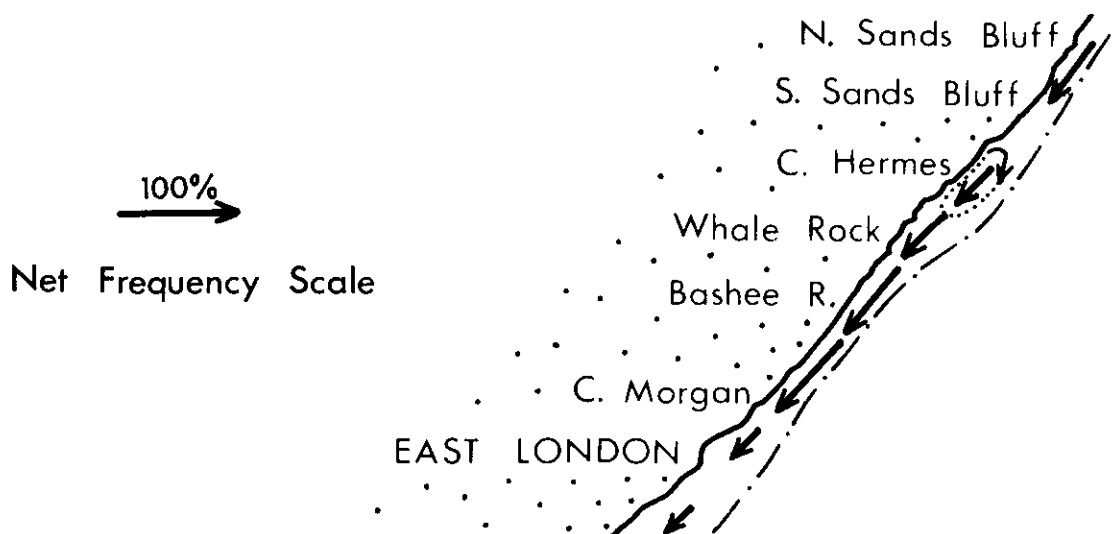 N. Sands Bluff
S. Sands Bluff
C. Hermes
100%
Whale Rock
Net Frequency Scale
Bashee R.
C. Morgan
EAST LONDON